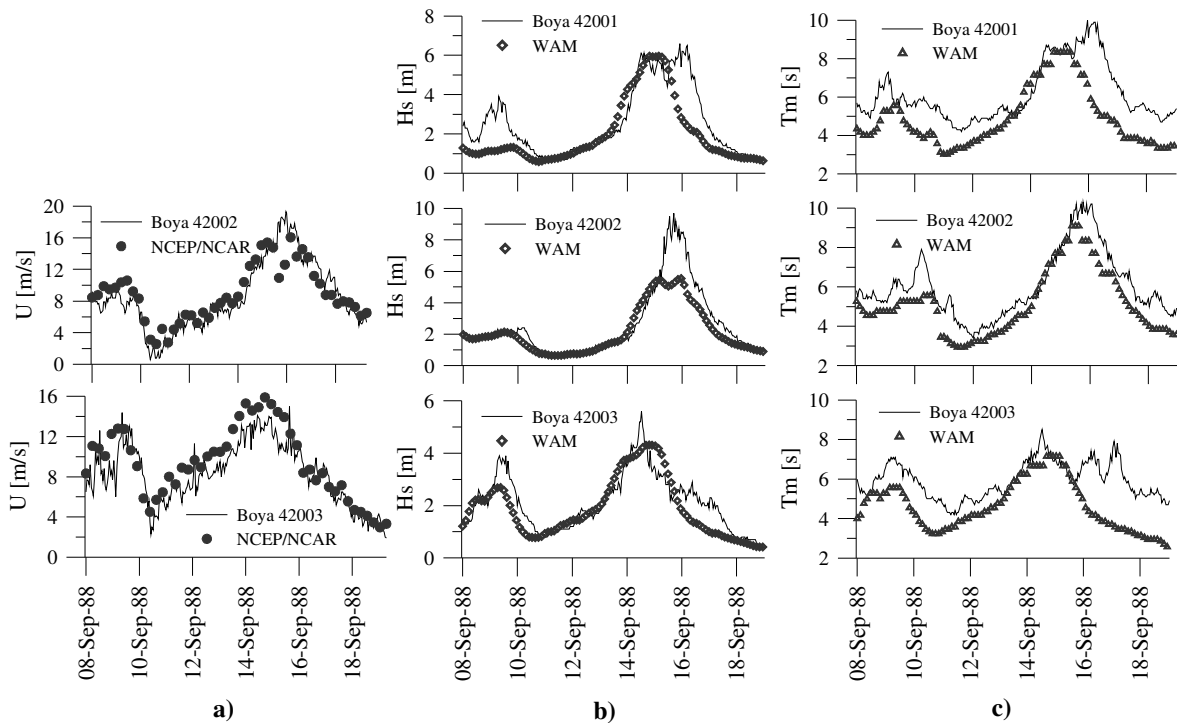 20
16
12
8
4
0
U [m/s]
Boya 42002
NCEP/NCAR
16
12
8
4
0
U [m/s]
Boya 42003
NCEP/NCAR
08-Sep-88
10-Sep-88
12-Sep-88
14-Sep-88
16-Sep-88
18-Sep-88
a)
8
6
4
2
0
Hs [m]
Boya 42001
WAM
10
8
6
4
2
0
Hs [m]
Boya 42002
WAM
6
4
2
0
Hs [m]
Boya 42003
WAM
08-Sep-88
10-Sep-88
12-Sep-88
14-Sep-88
16-Sep-88
18-Sep-88
b)
10
8
6
4
2
Tm [s]
Boya 42001
WAM
10
8
6
4
2
Tm [s]
Boya 42002
WAM
10
8
6
4
2
Tm [s]
Boya 42003
WAM
08-Sep-88
10-Sep-88
12-Sep-88
14-Sep-88
16-Sep-88
18-Sep-88
c)